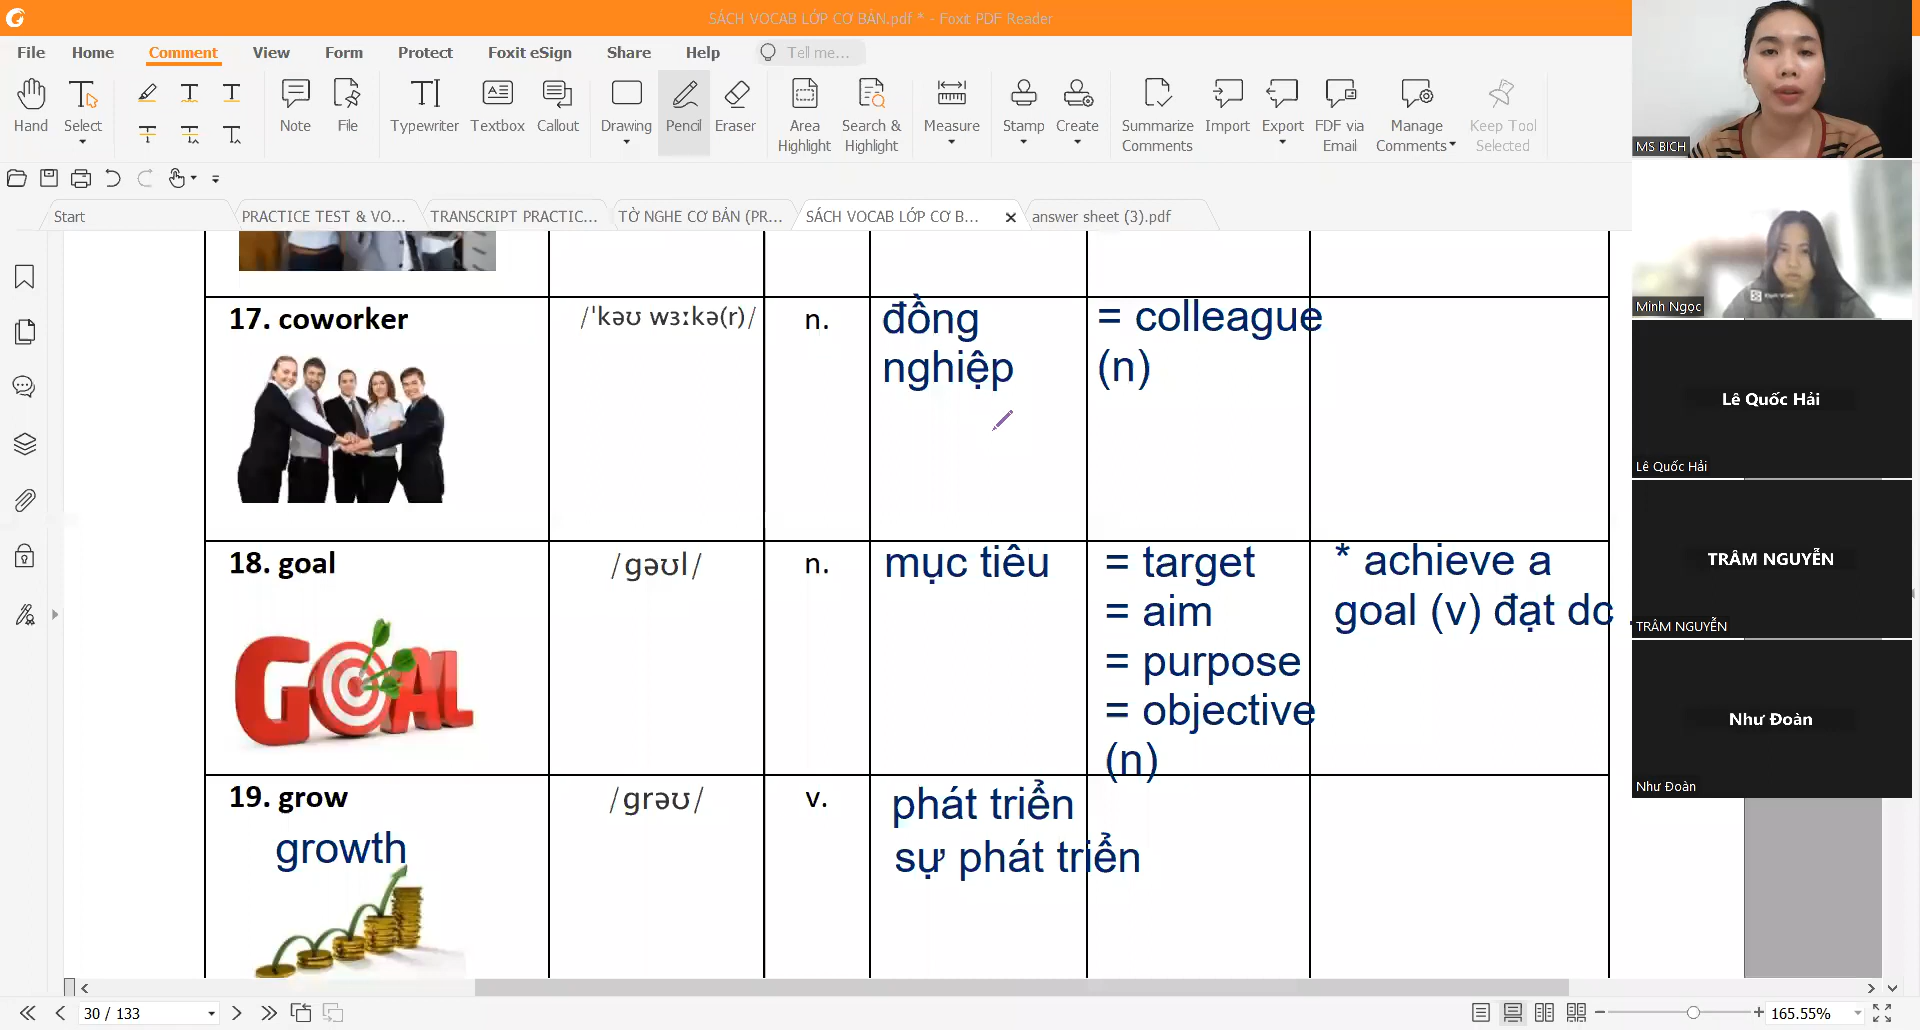 SÁCH VOCAB LỚP CƠ BẢN.pdf * - Foxit PDF Reader
File Home Comment View Form Protect Foxit eSign Share Help Tell me...
Hand Select Note File Typewriter Textbox Callout Drawing Pencil Eraser Area Highlight Search & Highlight Measure Stamp Create Summarize Comments Import Export FDF via Email Manage Comments Keep Tool Selected
Start PRACTICE TEST & VO... TRANSCRIPT PRACTIC... TỜ NGHE CƠ BẢN (PR... SÁCH VOCAB LỚP CƠ B... answer sheet (3).pdf
17. coworker /ˈkəʊ wɜːkə(r)/ n. đồng nghiệp = colleague (n)
18. goal /ɡəʊl/ n. mục tiêu = target
= aim
= purpose
= objective (n)
* achieve a goal (v) đạt dc
GOAL
19. grow /ɡrəʊ/ v. phát triển
growth sự phát triển
30 / 133
165.55%
MS BICH
Minh Ngọc
Lê Quốc Hải
Lê Quốc Hải
TRÂM NGUYỄN
TRÂM NGUYỄN
Như Đoàn
Như Đoàn